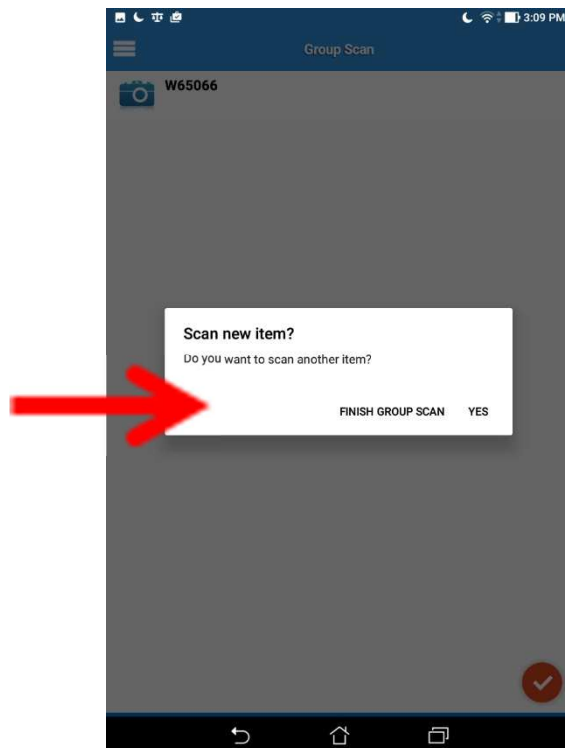 3:09 PM
Group Scan
W65066
Scan new item?
Do you want to scan another item?
FINISH GROUP SCAN YES